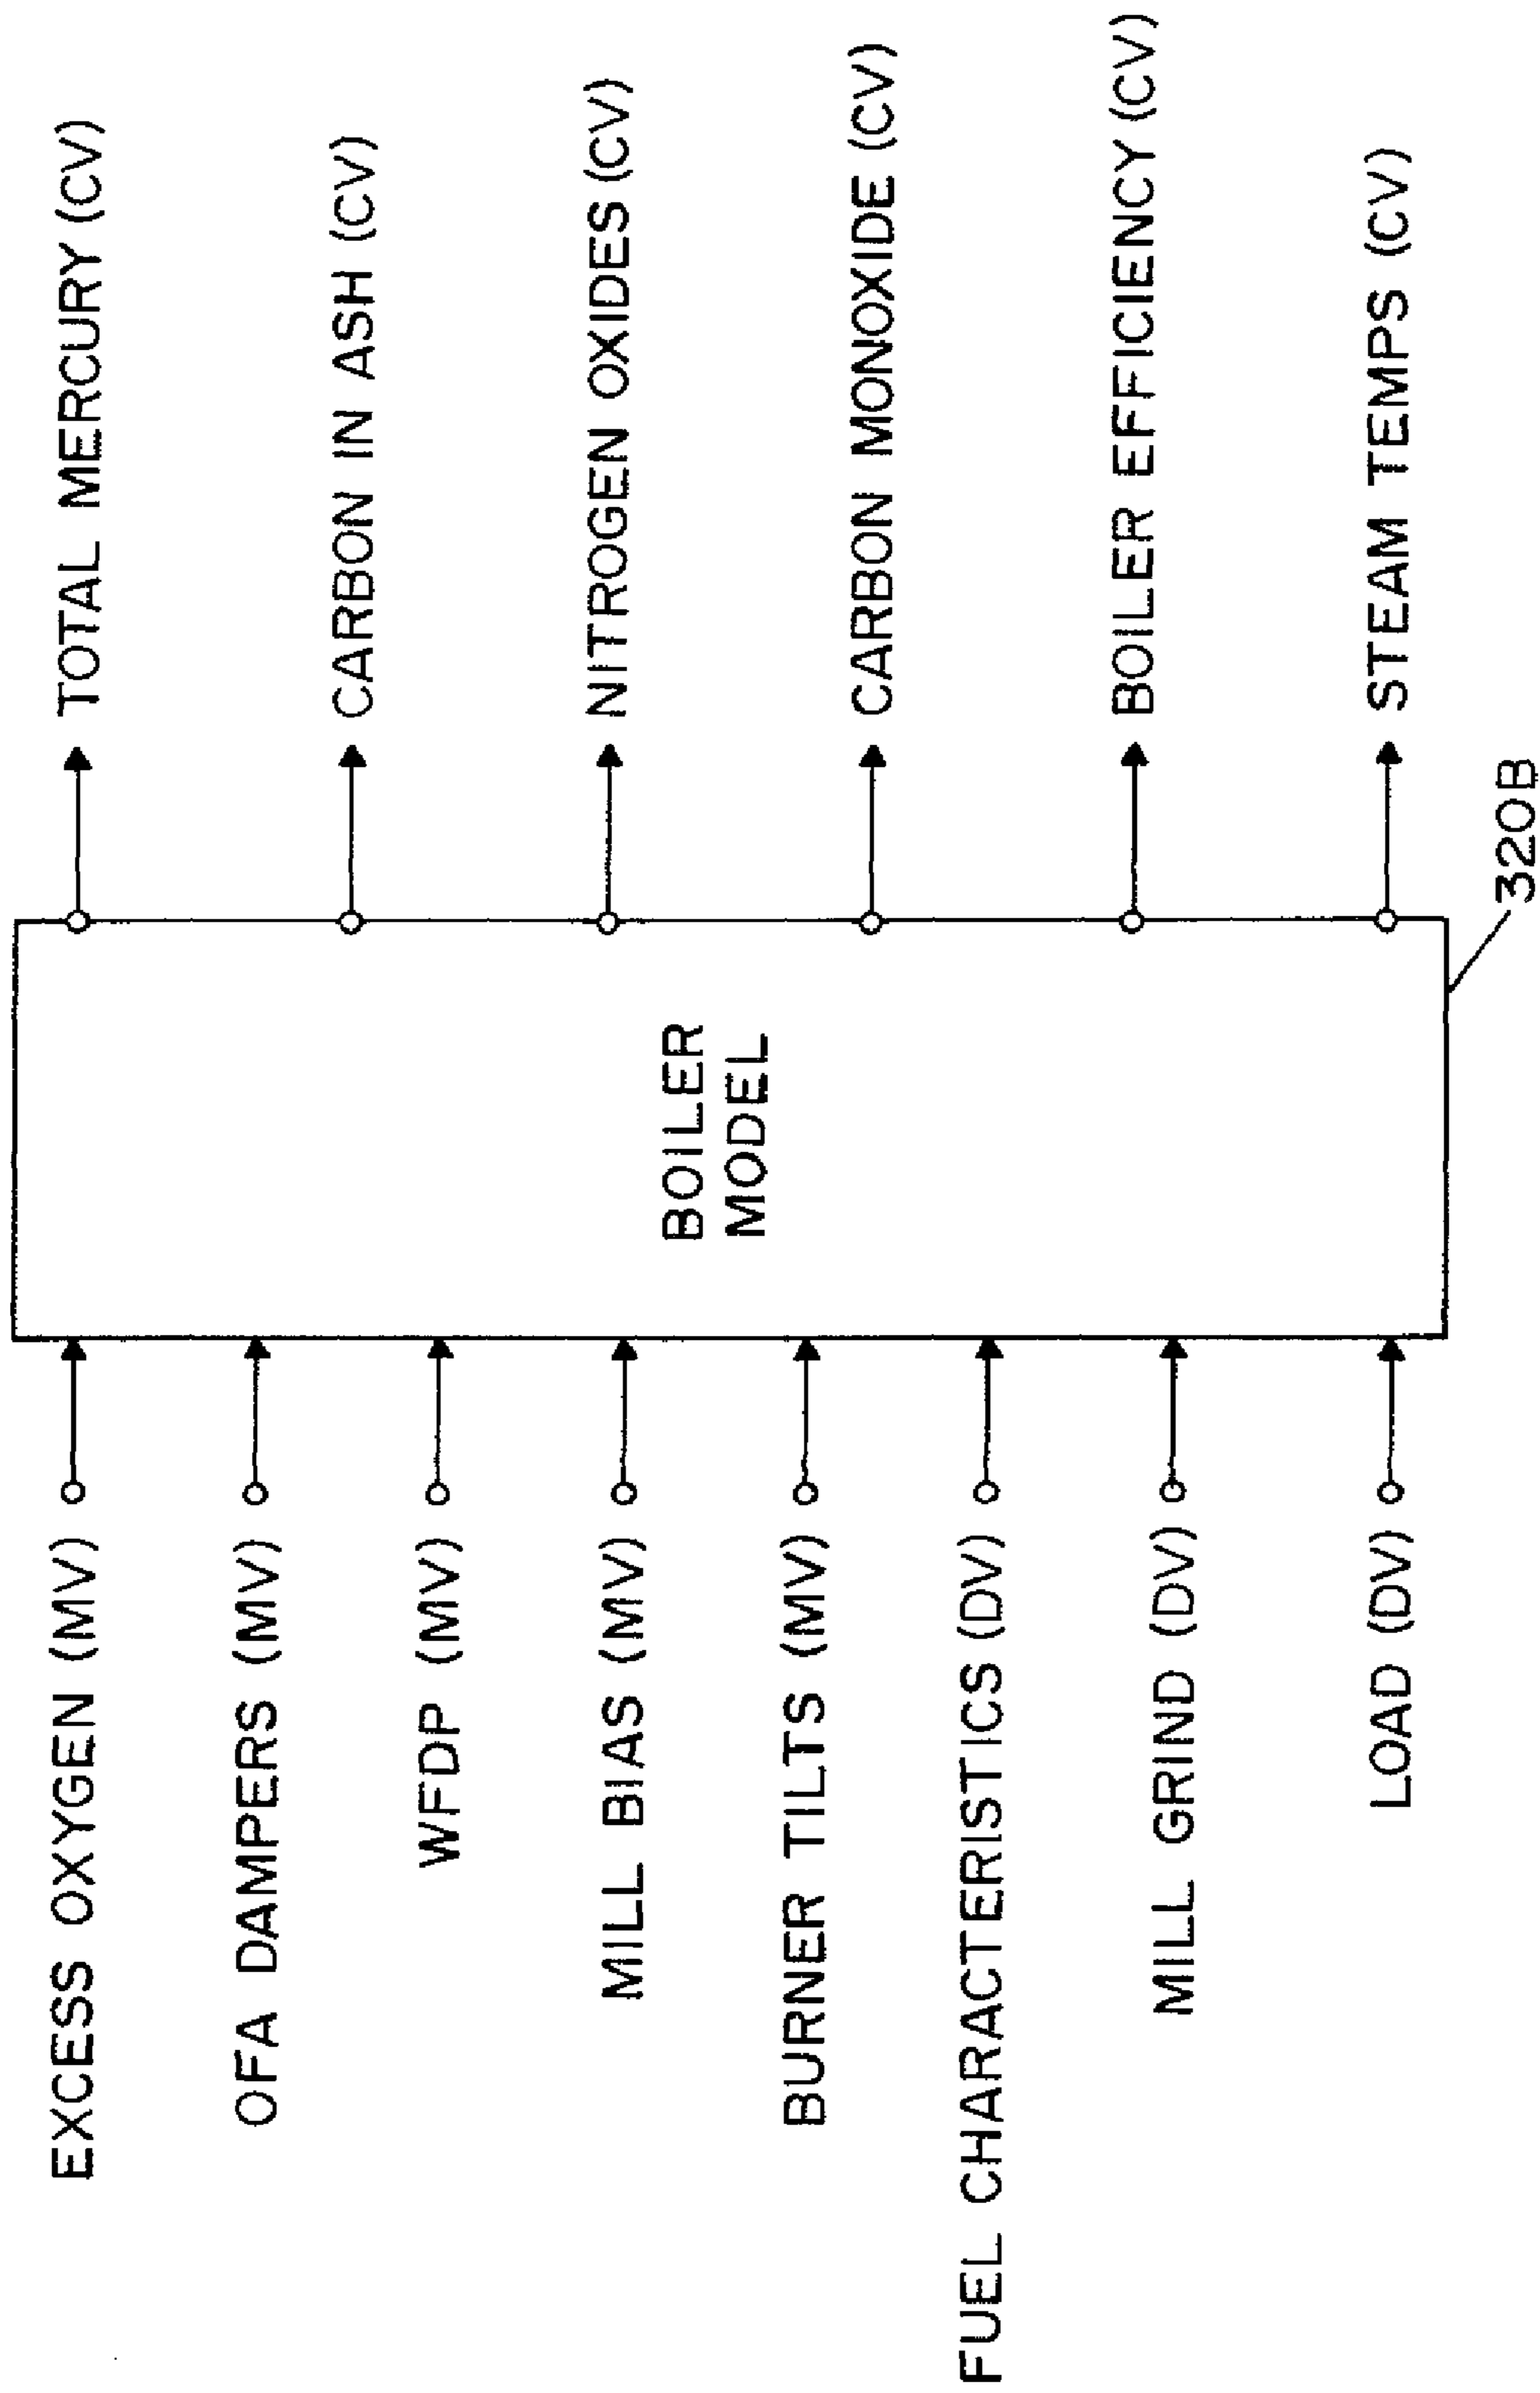 EXCESS OXYGEN (MV)
OFA DAMPERS (MV)
WFDP (MV)
MILL BIAS (MV)
BURNER TILTS (MV)
FUEL CHARACTERISTICS (DV)
MILL GRIND (DV)
LOAD (DV)
BOILER
MODEL
TOTAL MERCURY (CV)
CARBON IN ASH (CV)
NITROGEN OXIDES (CV)
CARBON MONOXIDE (CV)
BOILER EFFICIENCY (CV)
STEAM TEMPS (CV)
320B